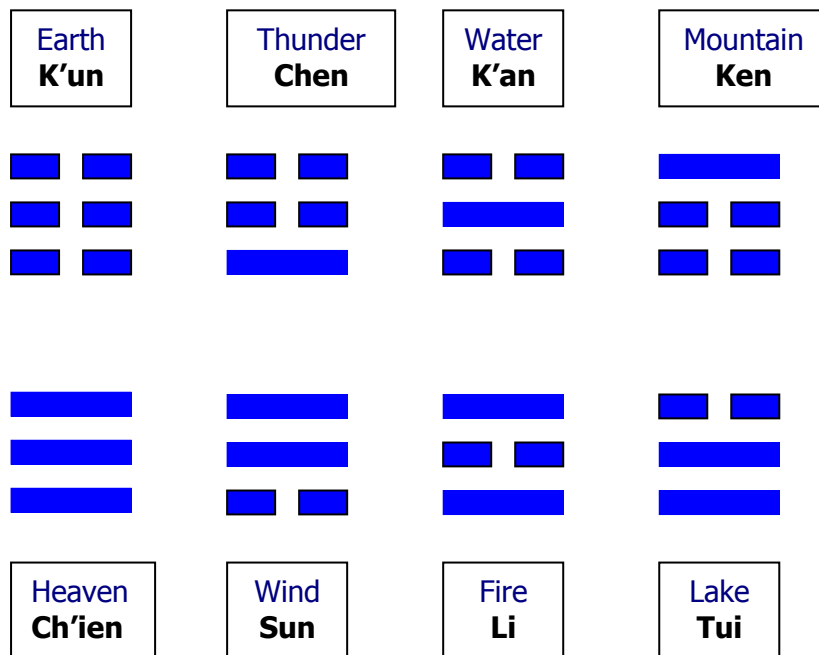 Earth
K’un
Thunder
Chen
Water
K’an
Mountain
Ken
Heaven
Ch’ien
Wind
Sun
Fire
Li
Lake
Tui